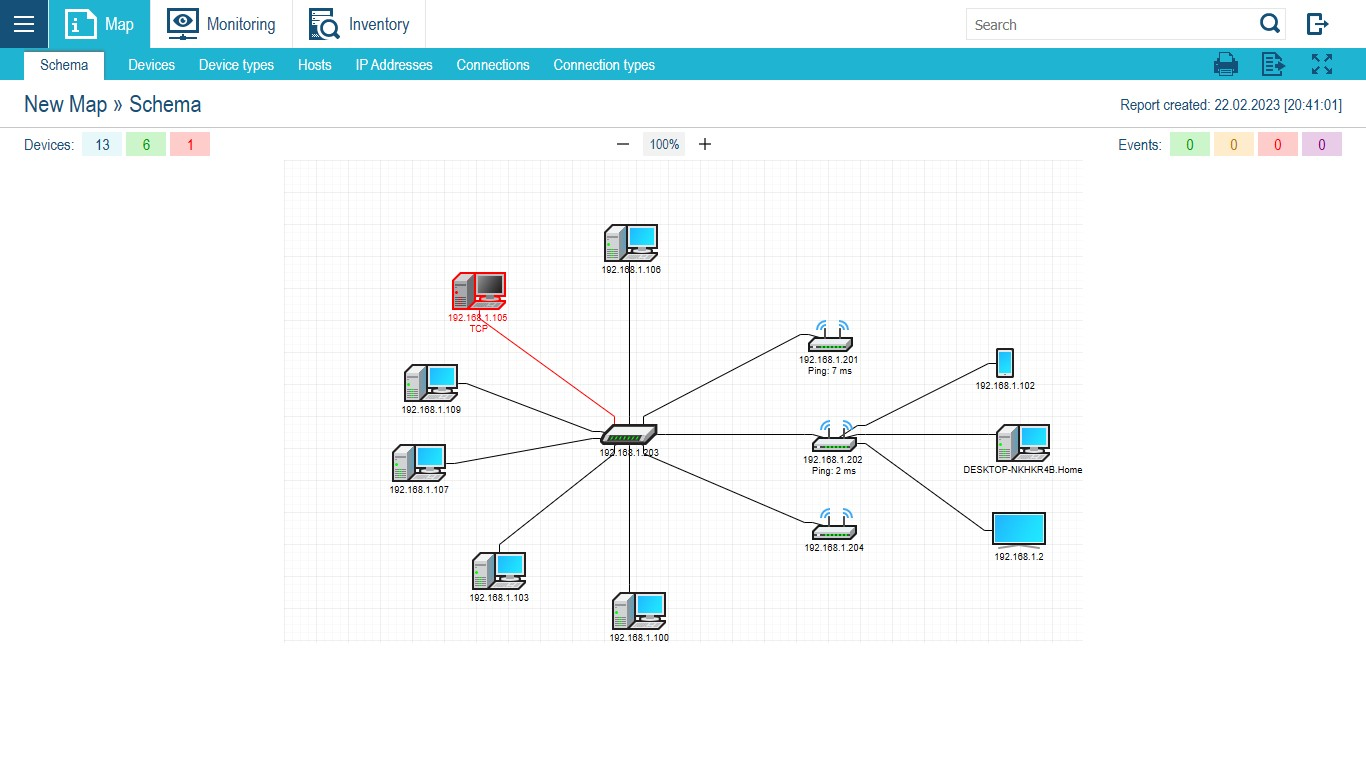 Map Monitoring Inventory Search
Schema Devices Device types Hosts IP Addresses Connections Connection types
New Map » Schema
Report created: 22.02.2023 [20:41:01]
Devices: 13 6 1
− 100% +
Events: 0 0 0 0
192.168.1.106
192.168.1.105
TCP
192.168.1.201
Ping: 7 ms
192.168.1.102
192.168.1.109
192.168.1.203
192.168.1.202
Ping: 2 ms
DESKTOP-NKHKR4B.Home
192.168.1.107
192.168.1.204
192.168.1.2
192.168.1.103
192.168.1.100